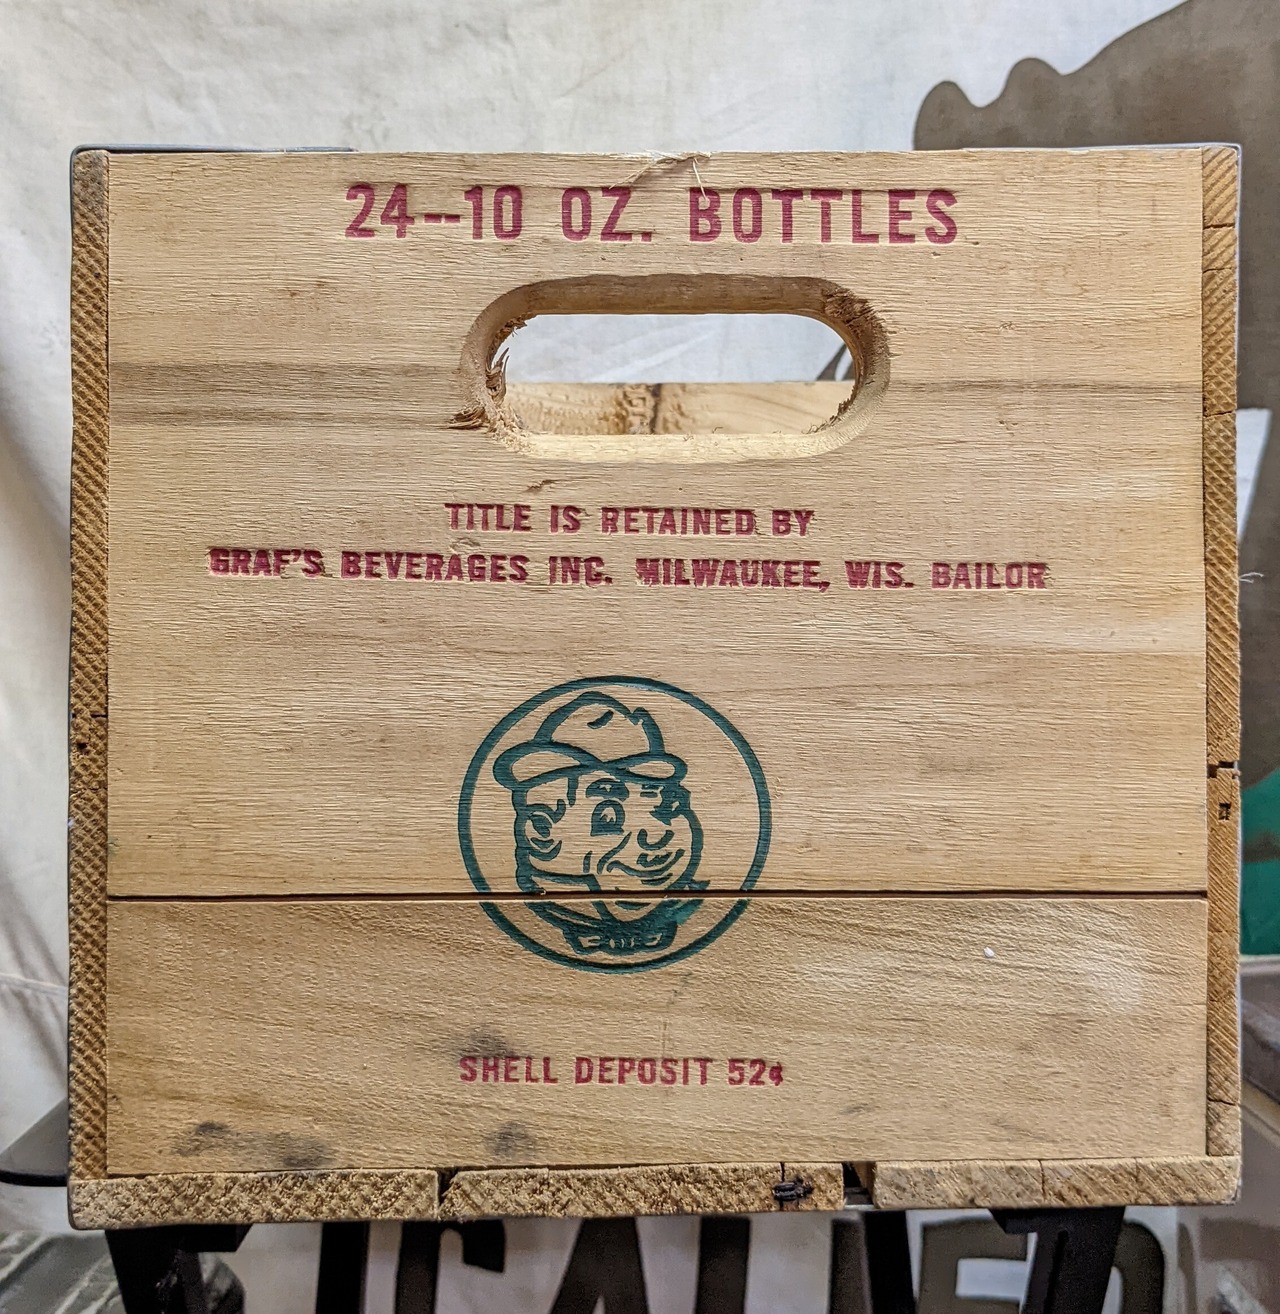 24--10 OZ. BOTTLES
TITLE IS RETAINED BY
GRAF'S BEVERAGES INC. MILWAUKEE, WIS. BAILOR
SHELL DEPOSIT 52¢